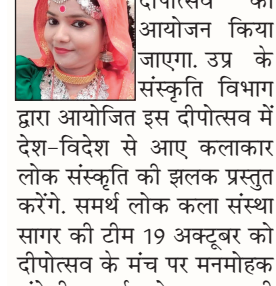 दीपोत्सव का
आयोजन किया
जाएगा. उप्र के
संस्कृति विभाग
द्वारा आयोजित इस दीपोत्सव में
देश-विदेश से आए कलाकार
लोक संस्कृति की झलक प्रस्तुत
करेंगे. समर्थ लोक कला संस्था
सागर की टीम 19 अक्टूबर को
दीपोत्सव के मंच पर मनमोहक